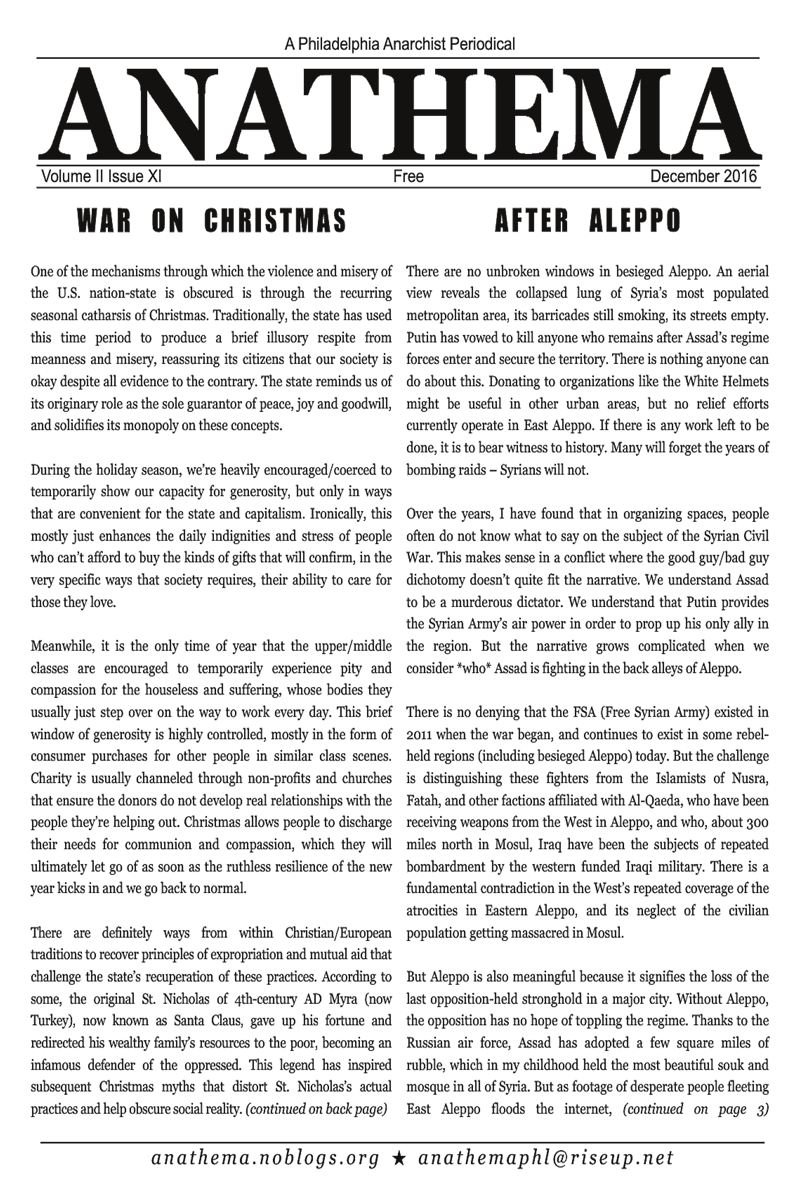 A Philadelphia Anarchist Periodical
ANATHEMA
Volume II Issue XI Free December 2016
WAR ON CHRISTMAS
One of the mechanisms through which the violence and misery of
the U.S. nation-state is obscured is through the recurring
seasonal catharsis of Christmas. Traditionally, the state has used
this time period to produce a brief illusory respite from
meanness and misery, reassuring its citizens that our society is
okay despite all evidence to the contrary. The state reminds us of
its originary role as the sole guarantor of peace, joy and goodwill,
and solidifies its monopoly on these concepts.
During the holiday season, we're heavily encouraged/coerced to
temporarily show our capacity for generosity, but only in ways
that are convenient for the state and capitalism. Ironically, this
mostly just enhances the daily indignities and stress of people
who can't afford to buy the kinds of gifts that will confirm, in the
very specific ways that society requires, their ability to care for
those they love.
Meanwhile, it is the only time of year that the upper/middle
classes are encouraged to temporarily experience pity and
compassion for the houseless and suffering, whose bodies they
usually just step over on the way to work every day. This brief
window of generosity is highly controlled, mostly in the form of
consumer purchases for other people in similar class scenes.
Charity is usually channeled through non-profits and churches
that ensure the donors do not develop real relationships with the
people they're helping out. Christmas allows people to discharge
their needs for communion and compassion, which they will
ultimately let go of as soon as the ruthless resilience of the new
year kicks in and we go back to normal.
There are definitely ways from within Christian/European
traditions to recover principles of expropriation and mutual aid that
challenge the state's recuperation of these practices. According to
some, the original St. Nicholas of 4th-century AD Myra (now
Turkey), now known as Santa Claus, gave up his fortune and
redirected his wealthy family's resources to the poor, becoming an
infamous defender of the oppressed. This legend has inspired
subsequent Christmas myths that distort St. Nicholas's actual
practices and help obscure social reality. (continued on back page)
AFTER ALEPPO
There are no unbroken windows in besieged Aleppo. An aerial
view reveals the collapsed lung of Syria's most populated
metropolitan area, its barricades still smoking, its streets empty.
Putin has vowed to kill anyone who remains after Assad's regime
forces enter and secure the territory. There is nothing anyone can
do about this. Donating to organizations like the White Helmets
might be useful in other urban areas, but no relief efforts
currently operate in East Aleppo. If there is any work left to be
done, it is to bear witness to history. Many will forget the years of
bombing raids – Syrians will not.
Over the years, I have found that in organizing spaces, people
often do not know what to say on the subject of the Syrian Civil
War. This makes sense in a conflict where the good guy/bad guy
dichotomy doesn't quite fit the narrative. We understand Assad
to be a murderous dictator. We understand that Putin provides
the Syrian Army's air power in order to prop up his only ally in
the region. But the narrative grows complicated when we
consider *who* Assad is fighting in the back alleys of Aleppo.
There is no denying that the FSA (Free Syrian Army) existed in
2011 when the war began, and continues to exist in some rebel-
held regions (including besieged Aleppo) today. But the challenge
is distinguishing these fighters from the Islamists of Nusra,
Fatah, and other factions affiliated with Al-Qaeda, who have been
receiving weapons from the West in Aleppo, and who, about 300
miles north in Mosul, Iraq have been the subjects of repeated
bombardment by the western funded Iraqi military. There is a
fundamental contradiction in the West's repeated coverage of the
atrocities in Eastern Aleppo, and its neglect of the civilian
population getting massacred in Mosul.
But Aleppo is also meaningful because it signifies the loss of the
last opposition-held stronghold in a major city. Without Aleppo,
the opposition has no hope of toppling the regime. Thanks to the
Russian air force, Assad has adopted a few square miles of
rubble, which in my childhood held the most beautiful souk and
mosque in all of Syria. But as footage of desperate people fleeting
East Aleppo floods the internet, (continued on page 3)
anathema.noblogs.org ★ anathemaphl@riseup.net